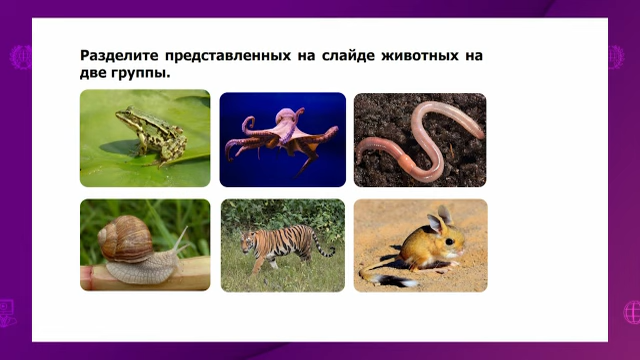 Разделите представленных на слайде животных на
две группы.